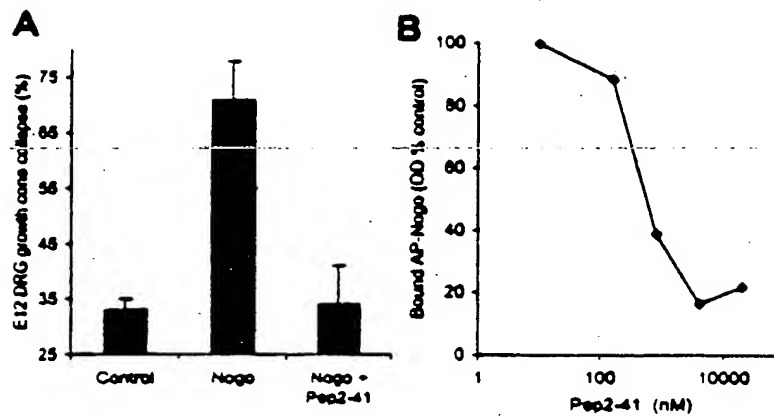 A
E12 DRG growth cone collapse (%)
75
65
55
45
35
25
Control
Nogo
Nogo +
Pep2-41
B
Bound AP-Nogo (OD % control)
100
80
60
40
20
0
1
100
10000
Pep2-41 (nM)